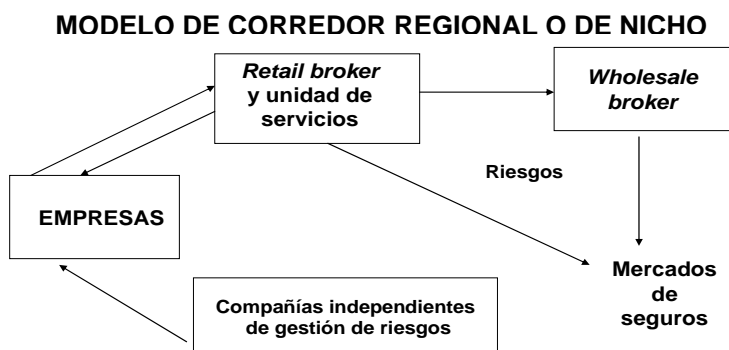 MODELO DE CORREDOR REGIONAL O DE NICHO
Retail broker
y unidad de
servicios
Wholesale
broker
Riesgos
EMPRESAS
Mercados
de
seguros
Compañías independientes
de gestión de riesgos